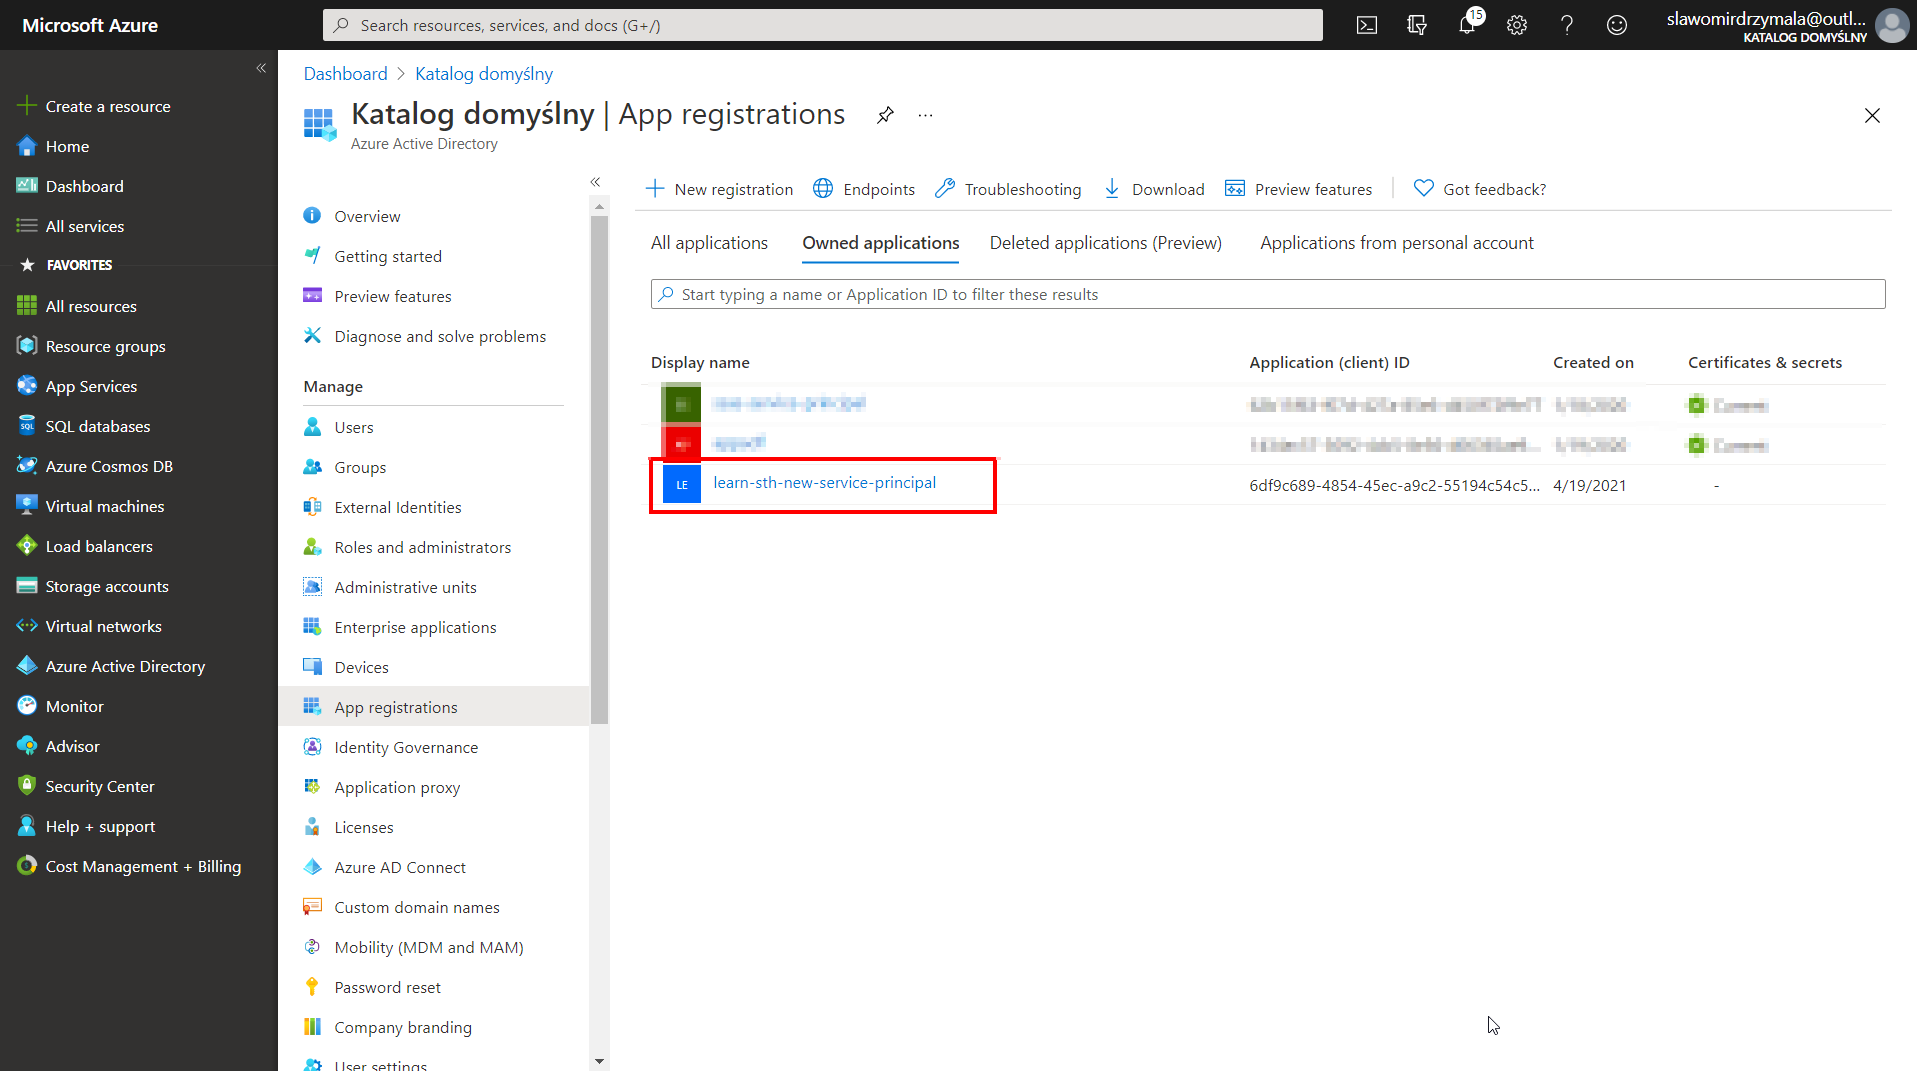 Microsoft Azure
Search resources, services, and docs (G+/)
15
slawomirdrzymala@outl...
KATALOG DOMYŚLNY
Create a resource
Home
Dashboard
All services
FAVORITES
All resources
Resource groups
App Services
SQL databases
Azure Cosmos DB
Virtual machines
Load balancers
Storage accounts
Virtual networks
Azure Active Directory
Monitor
Advisor
Security Center
Help + support
Cost Management + Billing
Dashboard > Katalog domyślny
Katalog domyślny | App registrations
Azure Active Directory
Overview
Getting started
Preview features
Diagnose and solve problems
Manage
Users
Groups
External Identities
Roles and administrators
Administrative units
Enterprise applications
Devices
App registrations
Identity Governance
Application proxy
Licenses
Azure AD Connect
Custom domain names
Mobility (MDM and MAM)
Password reset
Company branding
User settings
New registration Endpoints Troubleshooting Download Preview features Got feedback?
All applications Owned applications Deleted applications (Preview) Applications from personal account
Start typing a name or Application ID to filter these results
Display name Application (client) ID Created on Certificates & secrets
LE learn-sth-new-service-principal 6df9c689-4854-45ec-a9c2-55194c54c5... 4/19/2021 -